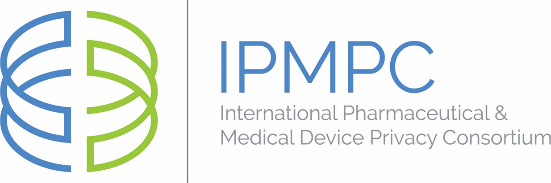 IPMPC
International Pharmaceutical &
Medical Device Privacy Consortium